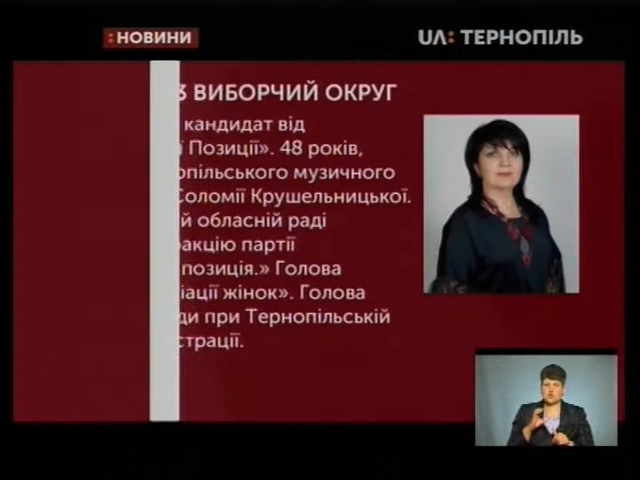 :НОВИНИ
UA: ТЕРНОПІЛЬ
3 ВИБОРЧИЙ ОКРУГ
кандидат від
ї Позиції». 48 років,
опільського музичного
Соломії Крушельницької.
й обласній раді
ракцію партії
позиція.» Голова
іації жінок». Голова
ди при Тернопільській
страції.